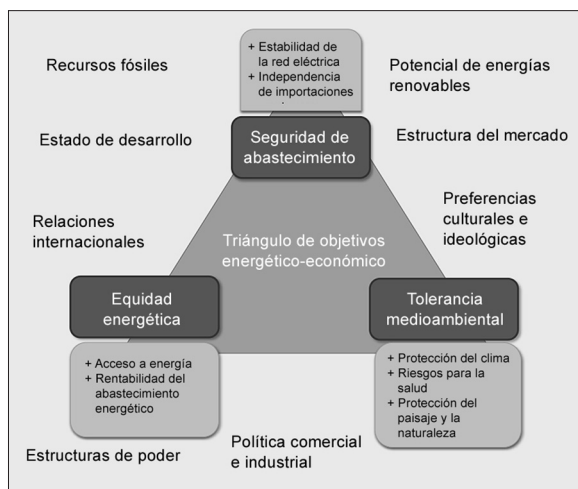 Recursos fósiles
+ Estabilidad de
la red eléctrica
+ Independencia
de importaciones
Potencial de energías
renovables
Estado de desarrollo
Seguridad de
abastecimiento
Estructura del mercado
Relaciones
internacionales
Triángulo de objetivos
energético-económico
Preferencias
culturales e
ideológicas
Equidad
energética
Tolerancia
medioambiental
+ Acceso a energía
+ Rentabilidad del
abastecimiento
energético
+ Protección del clima
+ Riesgos para la
salud
+ Protección del
paisaje y la
naturaleza
Estructuras de poder
Política comercial
e industrial